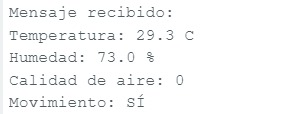 Mensaje recibido:
Temperatura: 29.3 C
Humedad: 73.0 %
Calidad de aire: 0
Movimiento: SÍ